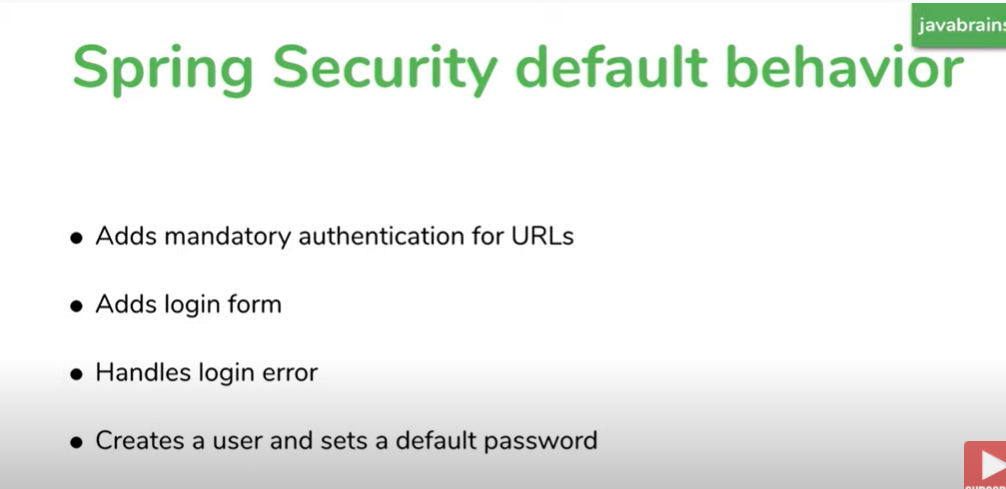 javabrains
Spring Security default behavior
● Adds mandatory authentication for URLs
● Adds login form
● Handles login error
● Creates a user and sets a default password